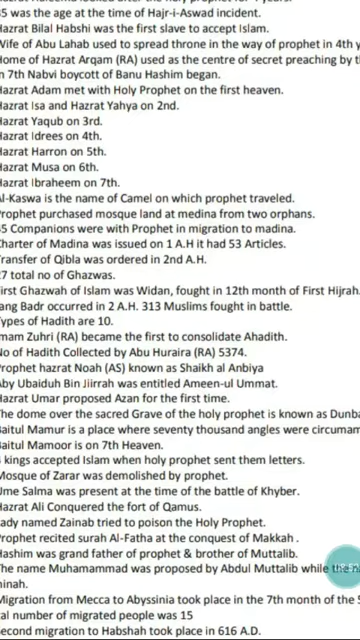 35 was the age at the time of Hajr-i-Aswad incident.
Hazrat Bilal Habshi was the first slave to accept Islam.
Wife of Abu Lahab used to spread throne in the way of prophet in 4th y
Home of Hazrat Arqam (RA) used as the centre of secret preaching by th
n 7th Nabvi boycott of Banu Hashim began.
Hazrat Adam met with Holy Prophet on the first heaven.
Hazrat Isa and Hazrat Yahya on 2nd.
Hazrat Yaqub on 3rd.
Hazrat Idrees on 4th.
Hazrat Harron on 5th.
Hazrat Musa on 6th.
Hazrat Ibraheem on 7th.
Al-Kaswa is the name of Camel on which prophet traveled.
Prophet purchased mosque land at medina from two orphans.
45 Companions were with Prophet in migration to madina.
Charter of Madina was issued on 1 A.H it had 53 Articles.
Transfer of Qibla was ordered in 2nd A.H.
27 total no of Ghazwas.
First Ghazwah of Islam was Widan, fought in 12th month of First Hijrah.
Jang Badr occurred in 2 A.H. 313 Muslims fought in battle.
Types of Hadith are 10.
Imam Zuhri (RA) became the first to consolidate Ahadith.
No of Hadith Collected by Abu Huraira (RA) 5374.
Prophet hazrat Noah (AS) known as Shaikh al Anbiya
Aby Ubaiduh Bin Jiirrah was entitled Ameen-ul Ummat.
Hazrat Umar proposed Azan for the first time.
The dome over the sacred Grave of the holy prophet is known as Dunba
Baitul Mamur is a place where seventy thousand angles were circumam
Baitul Mamoor is on 7th Heaven.
kings accepted Islam when holy prophet sent them letters.
Mosque of Zarar was demolished by prophet.
Ume Salma was present at the time of the battle of Khyber.
Hazrat Ali Conquered the fort of Qamus.
Lady named Zainab tried to poison the Holy Prophet.
Prophet recited surah Al-Fatha at the conquest of Makkah .
Hashim was grand father of prophet & brother of Muttalib.
The name Muhamammad was proposed by Abdul Muttalib while
minah.
Migration from Mecca to Abyssinia took place in the 7th month of the 5
tal number of migrated people was 15
Second migration to Habshah took place in 616 A.D.